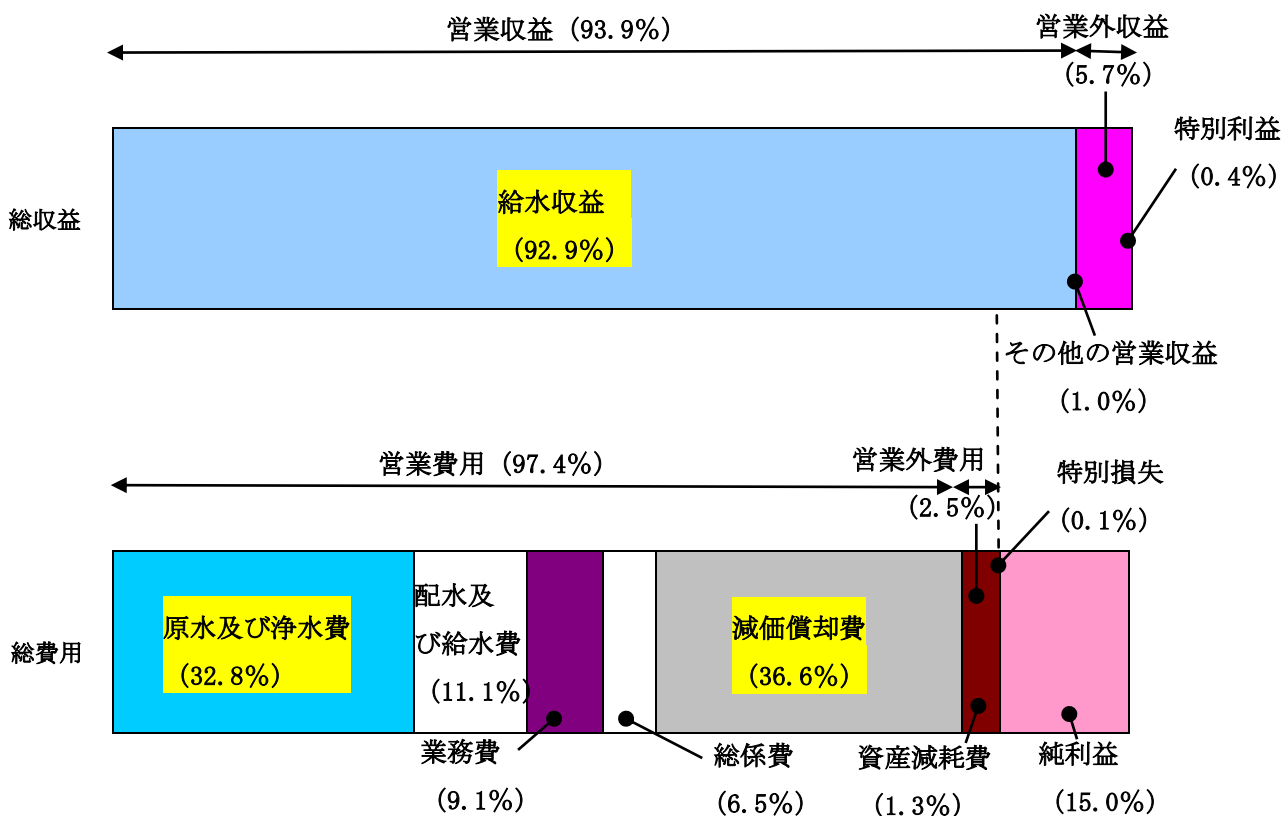 営業収益 (93.9%)
営業外収益
(5.7%)
特別利益
(0.4%)
総収益
給水収益
(92.9%)
その他の営業収益
(1.0%)
営業費用 (97.4%)
営業外費用
(2.5%)
特別損失
(0.1%)
総費用
原水及び浄水費
(32.8%)
配水及
び給水費
(11.1%)
減価償却費
(36.6%)
業務費
(9.1%)
総係費
(6.5%)
資産減耗費
(1.3%)
純利益
(15.0%)